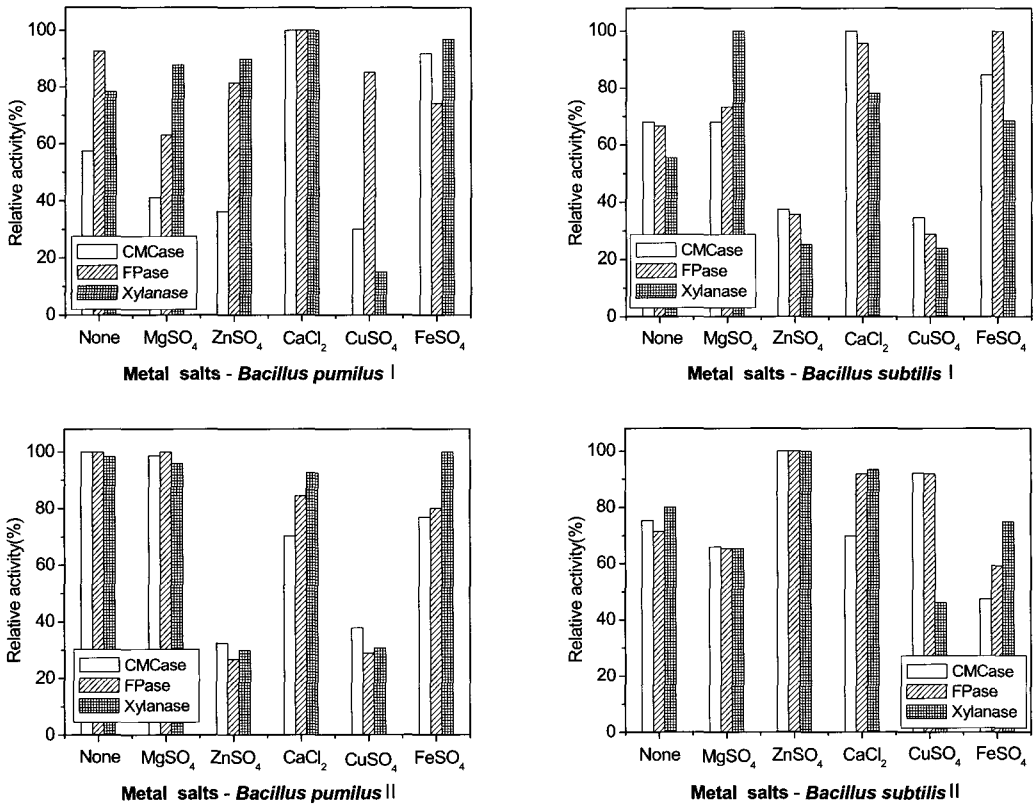 Relative activity(%)
100
80
60
40
20
0
CMCase
FPase
Xylanase
None MgSO₄ ZnSO₄ CaCl₂ CuSO₄ FeSO₄
Metal salts - Bacillus pumilus I
Relative activity(%)
100
80
60
40
20
0
CMCase
FPase
Xylanase
None MgSO₄ ZnSO₄ CaCl₂ CuSO₄ FeSO₄
Metal salts - Bacillus subtilis I
Relative activity(%)
100
80
60
40
20
0
CMCase
FPase
Xylanase
None MgSO₄ ZnSO₄ CaCl₂ CuSO₄ FeSO₄
Metal salts - Bacillus pumilus II
Relative activity(%)
100
80
60
40
20
0
CMCase
FPase
Xylanase
None MgSO₄ ZnSO₄ CaCl₂ CuSO₄ FeSO₄
Metal salts - Bacillus subtilis II